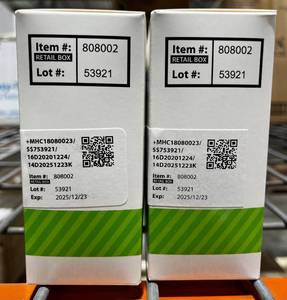 Item #: 808002
RETAIL BOX
Lot #: 53921
+MHC18080023/
S$753921/
16D20201224/
14D20251223K
Item #: 808002
RETAIL BOX
Lot #: 53921
Exp: 2025/12/23
Item #: 808002
RETAIL BOX
Lot #: 53921
+MHC18080023/
S$753921/
16D20201224/
14D20251223K
Item #: 808002
RETAIL BOX
Lot #: 53921
Exp: 2025/12/23